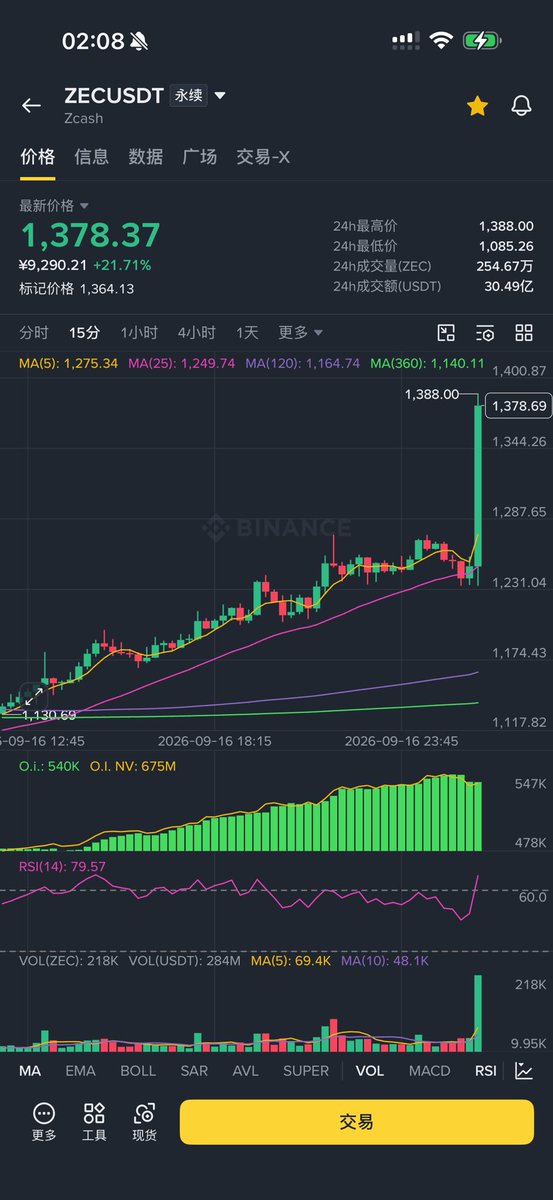 02:08
ZECUSDT 永续
Zcash
价格 信息 数据 广场 交易-X
最新价格
1,378.37
¥9,290.21 +21.71%
标记价格 1,364.13
24h最高价 1,388.00
24h最低价 1,085.26
24h成交量(ZEC) 254.67万
24h成交额(USDT) 30.49亿
分时 15分 1小时 4小时 1天 更多
MA(5): 1,275.34 MA(25): 1,249.74 MA(120): 1,164.74 MA(360): 1,140.11
1,400.87
1,388.00
1,378.69
1,344.26
1,287.65
BINANCE
1,231.04
1,174.43
1,130.69
1,117.82
6-09-16 12:45 2026-09-16 18:15 2026-09-16 23:45
O.i.: 540K O.I. NV: 675M
547K
478K
RSI(14): 79.57
60.0
VOL(ZEC): 218K VOL(USDT): 284M MA(5): 69.4K MA(10): 48.1K
218K
9.95K
MA EMA BOLL SAR AVL SUPER VOL MACD RSI
更多 工具 现货 交易